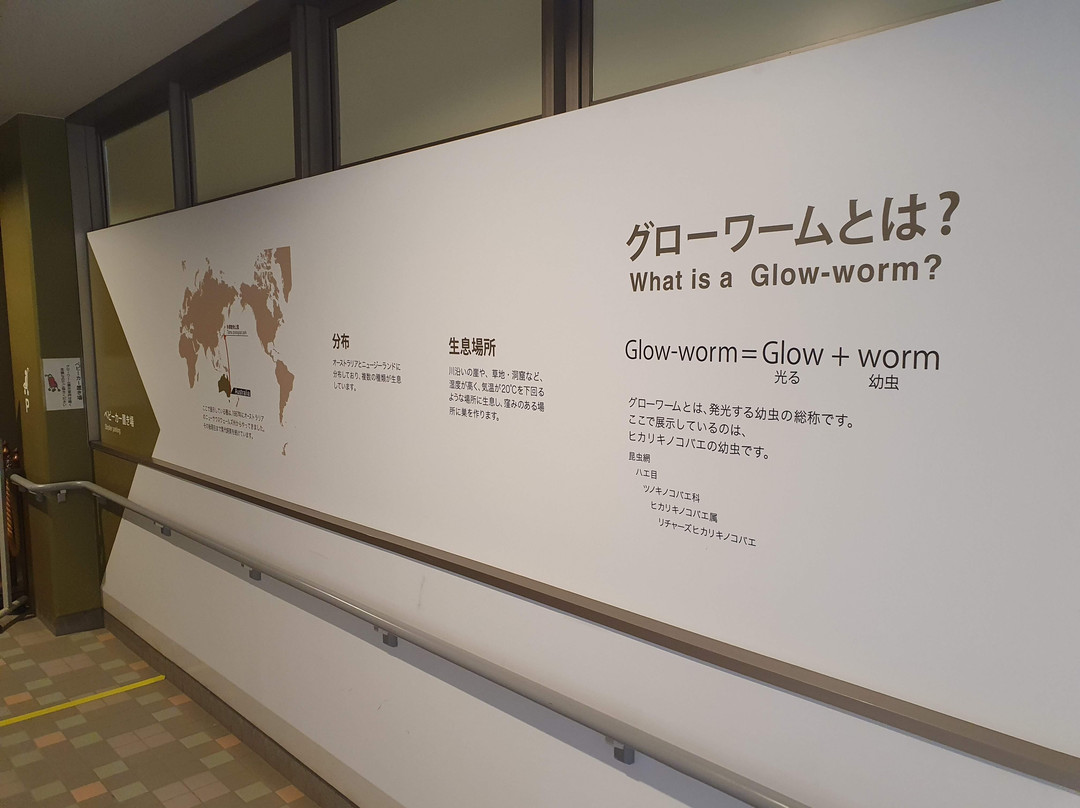 グローワームとは?
What is a Glow-worm?
Glow-worm=Glow + worm
光る 幼虫
グローワームとは、発光する幼虫の総称です。
ここで展示しているのは、
ヒカリキノコバエの幼虫です。
昆虫網
ハエ目
ツノキノコバエ科
ヒカリキノコバエ属
リチャーズヒカリキノコバエ
生息場所
川沿いの崖や、草地・洞窟など、
湿度が高く、気温が20℃を下回る
ような場所に生息し、窪みのある場
所に巣を作ります。
分布
オーストラリアとニュージーランドに
分布しており、複数の種類が生息
しています。
Australia
ベビーカー置き場